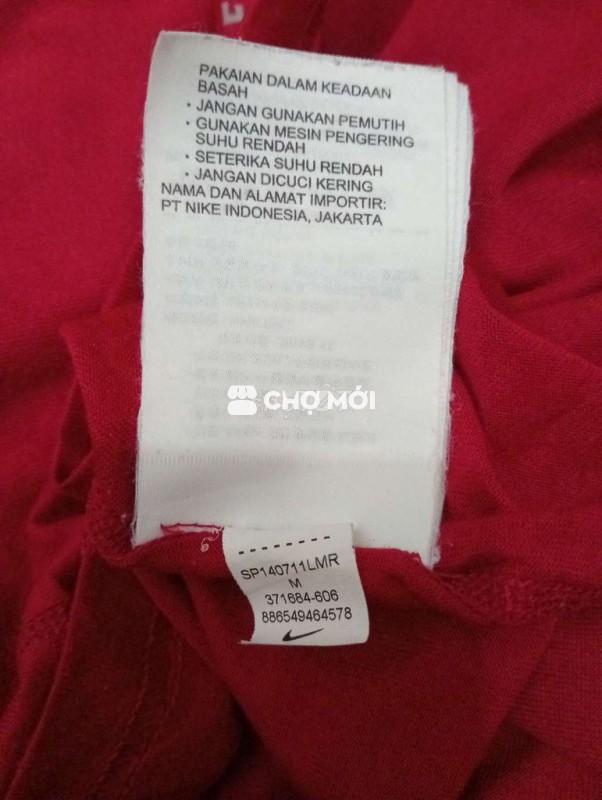 PAKAIAN DALAM KEADAAN
BASAH
• JANGAN GUNAKAN PEMUTIH
• GUNAKAN MESIN PENGERING
SUHU RENDAH
• SETERIKA SUHU RENDAH
• JANGAN DICUCI KERING
NAMA DAN ALAMAT IMPORTIR:
PT NIKE INDONESIA, JAKARTA
CHỢ MỚI
SP140711LMR
M
371684-606
886549464578